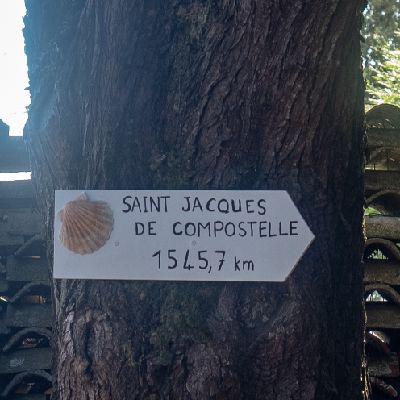 SAINT JACQUES
DE COMPOSTELLE
1545,7 km